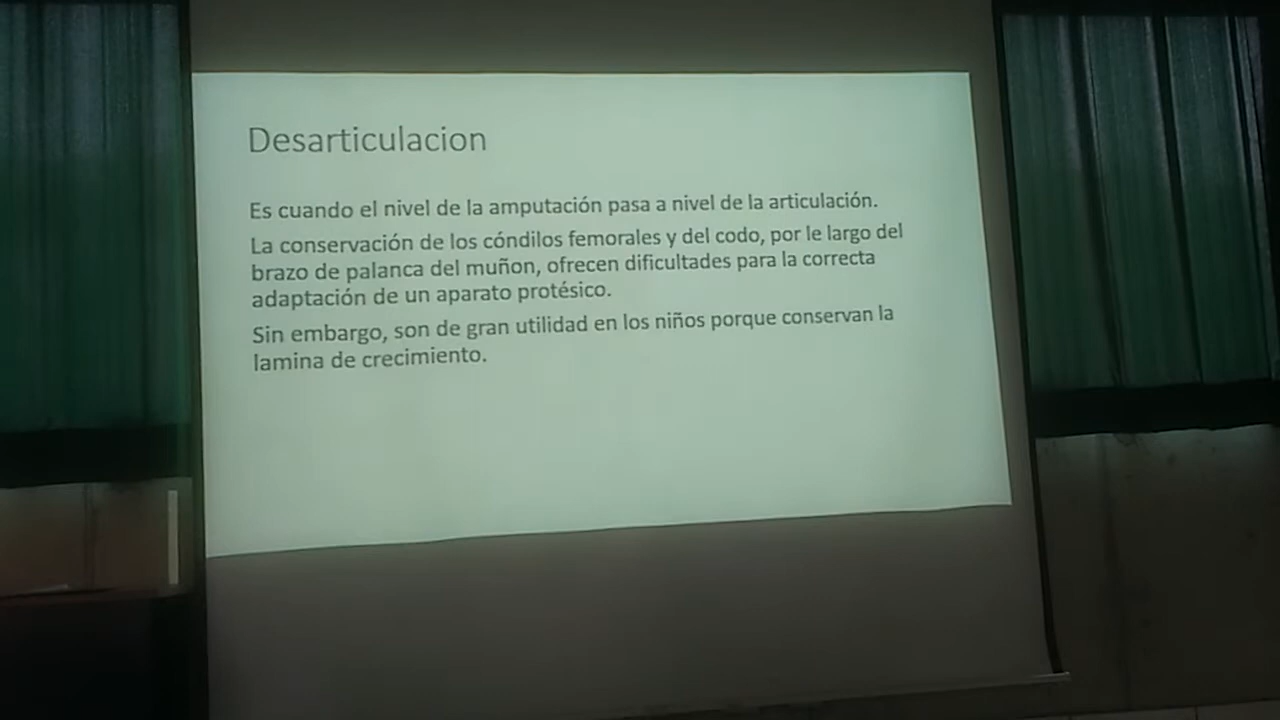 Desarticulacion
Es cuando el nivel de la amputación pasa a nivel de la articulación.
La conservación de los cóndilos femorales y del codo, por le largo del
brazo de palanca del muñon, ofrecen dificultades para la correcta
adaptación de un aparato protésico.
Sin embargo, son de gran utilidad en los niños porque conservan la
lamina de crecimiento.